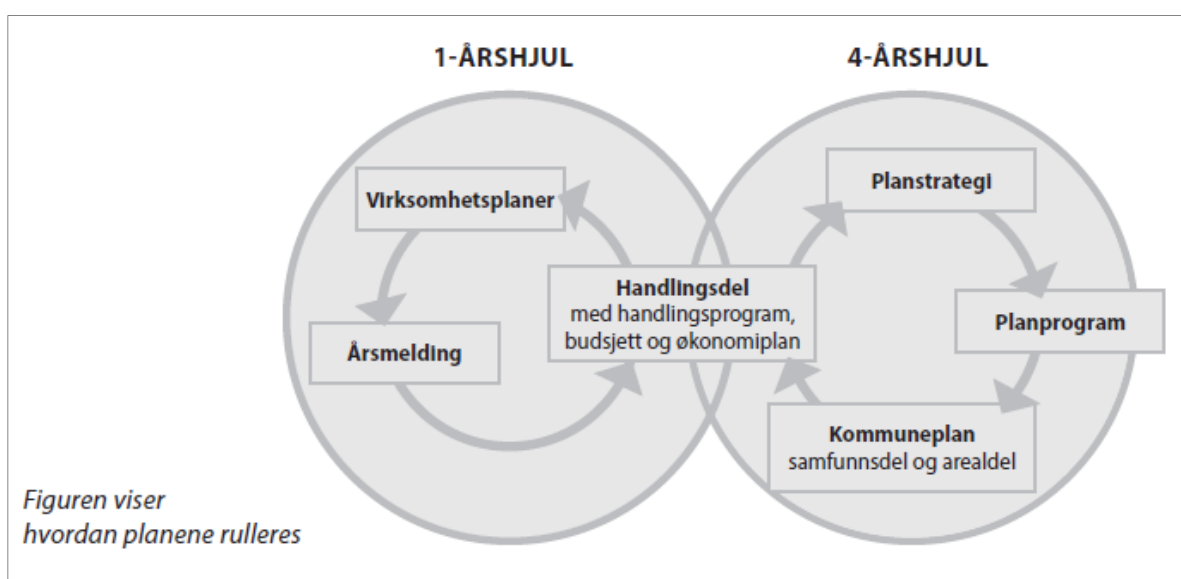 1-ÅRSHJUL
4-ÅRSHJUL
Virksomhetsplaner
Årsmelding
Handlingsdel
med handlingsprogram,
budsjett og økonomiplan
Planstrategi
Planprogram
Kommuneplan
samfunnsdel og arealdel
Figuren viser
hvordan planene rulleres